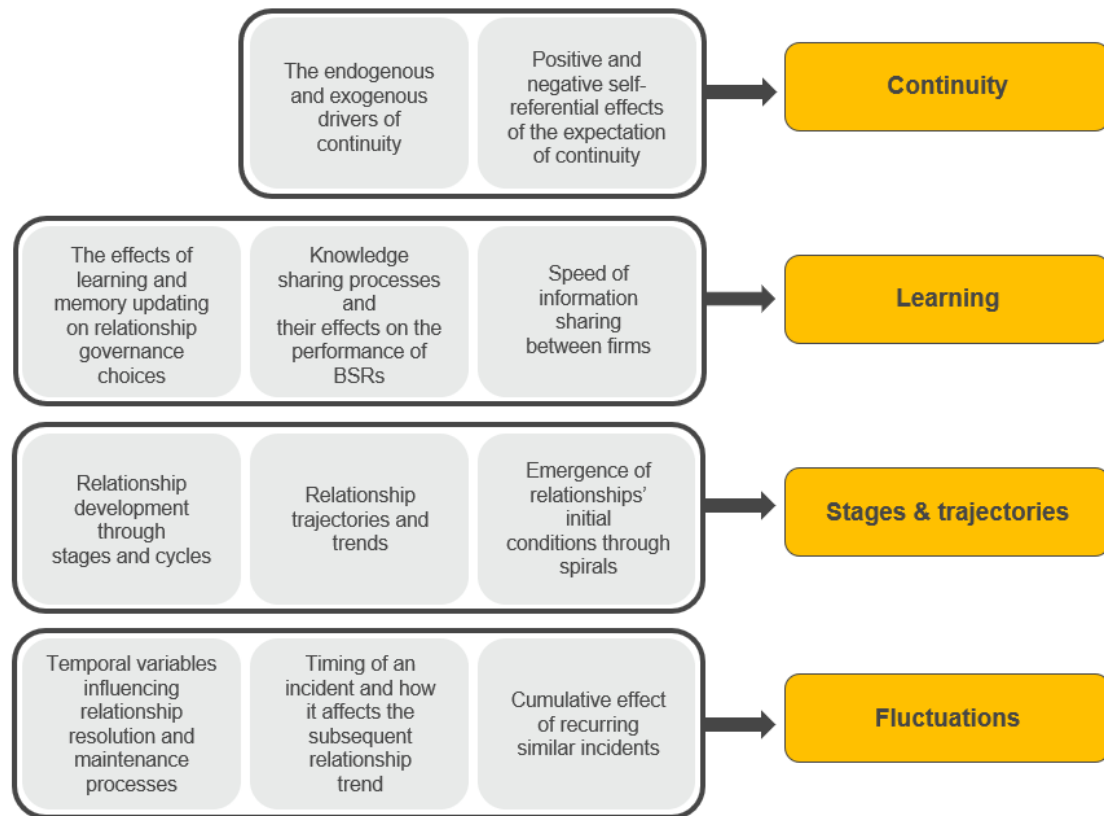 The endogenous
and exogenous
drivers of
continuity
Positive and
negative self-
referential effects
of the expectation
of continuity
Continuity
The effects of
learning and
memory updating
on relationship
governance
choices
Knowledge
sharing processes
and
their effects on the
performance of
BSRs
Speed of
information
sharing
between firms
Learning
Relationship
development
through
stages and cycles
Relationship
trajectories and
trends
Emergence of
relationships’
initial
conditions through
spirals
Stages & trajectories
Temporal variables
influencing
relationship
resolution and
maintenance
processes
Timing of an
incident and how
it affects the
subsequent
relationship
trend
Cumulative effect
of recurring
similar incidents
Fluctuations